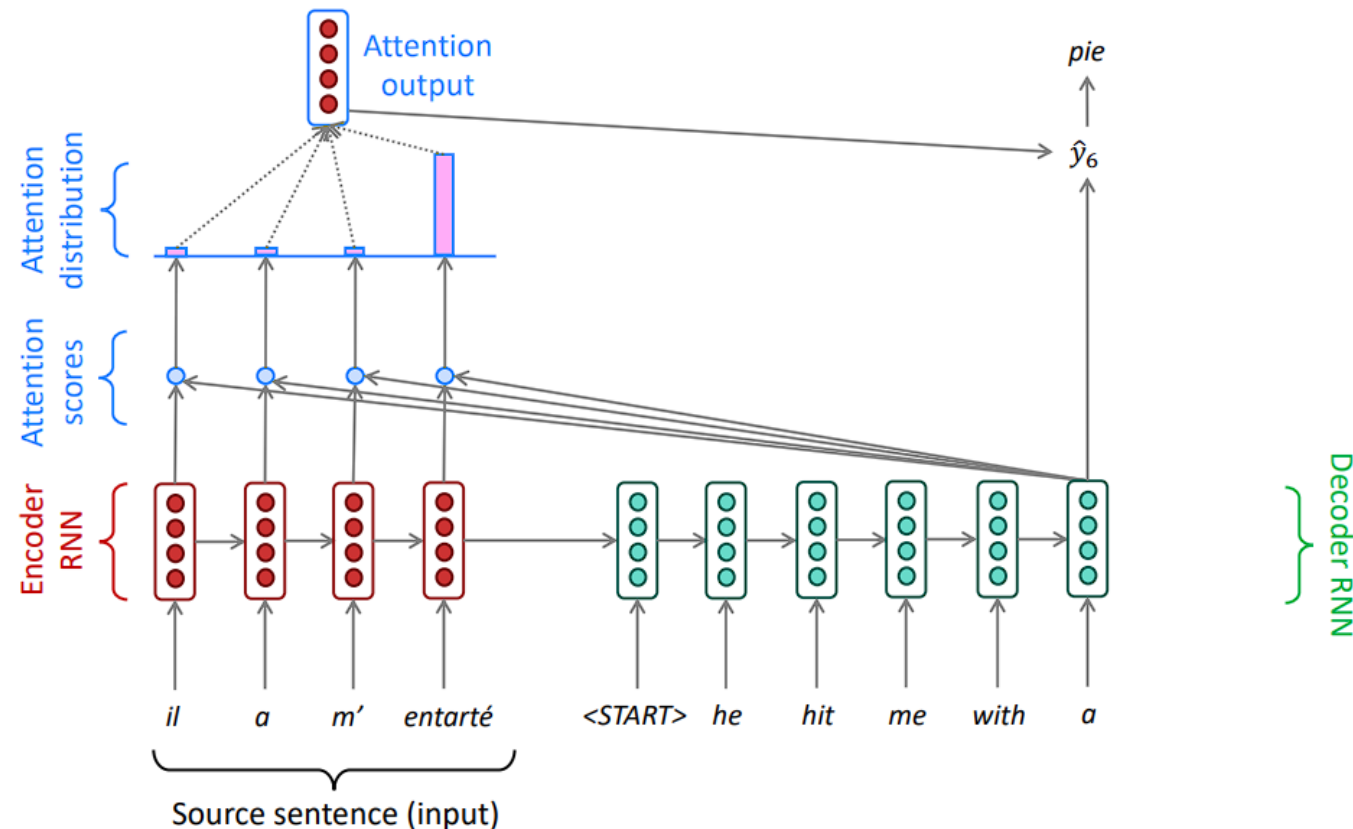 Attention
output
pie
Attention
distribution
ŷ₆
Attention
scores
Encoder
RNN
Decoder RNN
il a m’ entarté <START> he hit me with a
Source sentence (input)